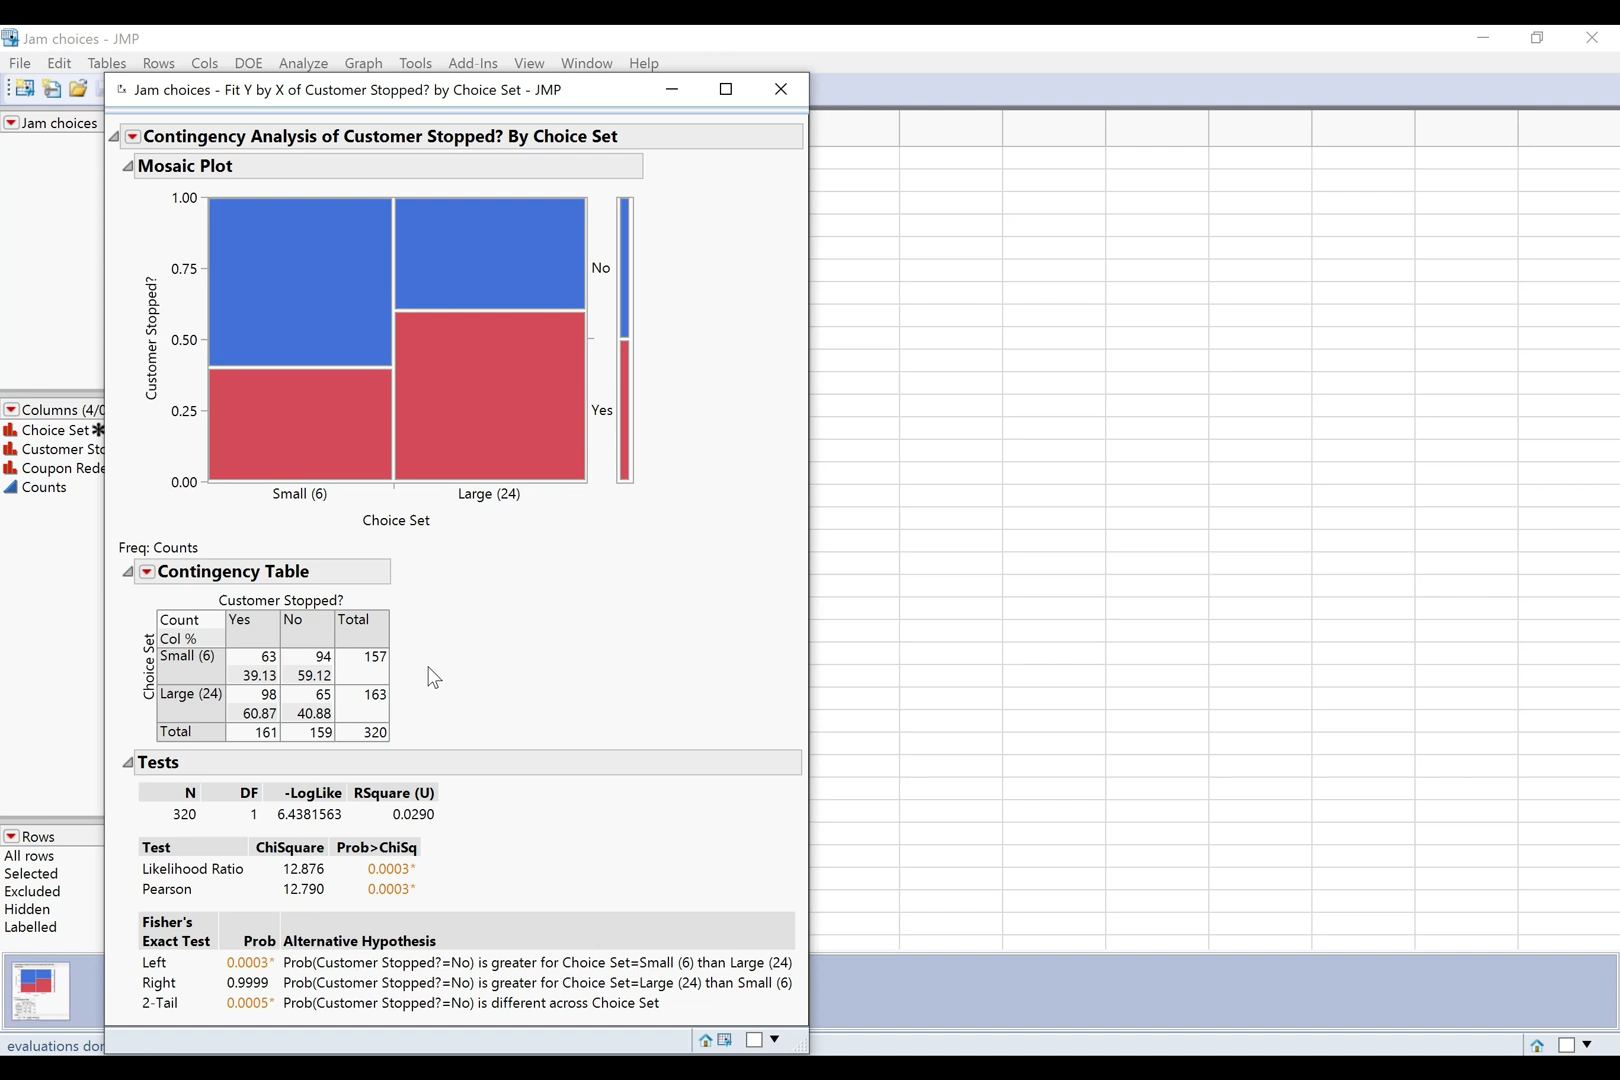 Jam choices - JMP
File Edit Tables Rows Cols DOE Analyze Graph Tools Add-Ins View Window Help
Jam choices - Fit Y by X of Customer Stopped? by Choice Set - JMP
Jam choices
Contingency Analysis of Customer Stopped? By Choice Set
Mosaic Plot
1.00
0.75
0.50
0.25
0.00
Customer Stopped?
No
Yes
Small (6) Large (24)
Choice Set
Columns (4/0
Choice Set
Customer Sto
Coupon Rede
Counts
Freq: Counts
Contingency Table
Customer Stopped?
Choice Set
Count Yes No Total
Col %
Small (6) 63 94 157
39.13 59.12
Large (24) 98 65 163
60.87 40.88
Total 161 159 320
Tests
N DF -LogLike RSquare (U)
320 1 6.4381563 0.0290
Test ChiSquare Prob>ChiSq
Likelihood Ratio 12.876 0.0003*
Pearson 12.790 0.0003*
Fisher's
Exact Test Prob Alternative Hypothesis
Left 0.0003* Prob(Customer Stopped?=No) is greater for Choice Set=Small (6) than Large (24)
Right 0.9999 Prob(Customer Stopped?=No) is greater for Choice Set=Large (24) than Small (6)
2-Tail 0.0005* Prob(Customer Stopped?=No) is different across Choice Set
Rows
All rows
Selected
Excluded
Hidden
Labelled
evaluations dor